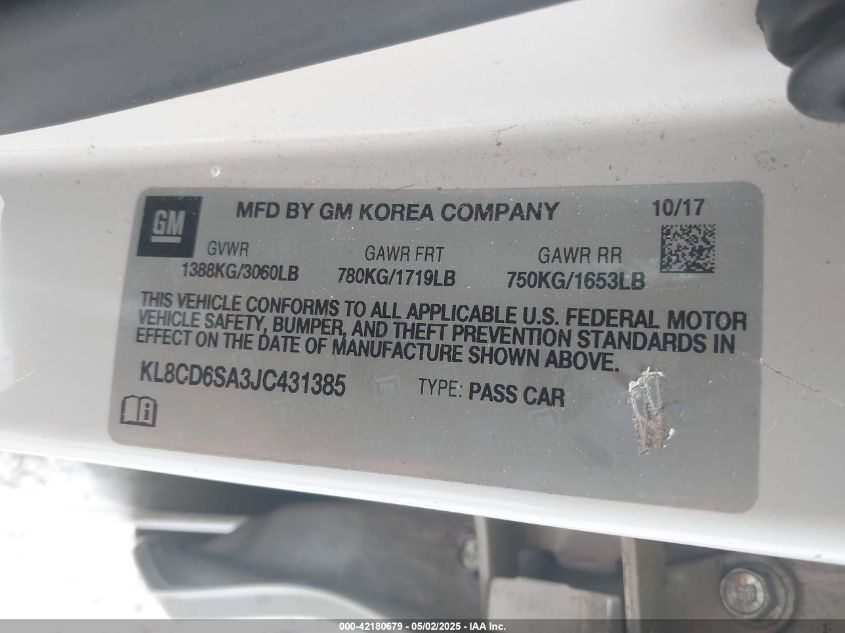 GM
MFD BY GM KOREA COMPANY 10/17
GVWR GAWR FRT GAWR RR
1388KG/3060LB 780KG/1719LB 750KG/1653LB
THIS VEHICLE CONFORMS TO ALL APPLICABLE U.S. FEDERAL MOTOR
VEHICLE SAFETY, BUMPER, AND THEFT PREVENTION STANDARDS IN
EFFECT ON THE DATE OF MANUFACTURE SHOWN ABOVE.
KL8CD6SA3JC431385 TYPE: PASS CAR
000-42180679 - 05/02/2025 - IAA Inc.